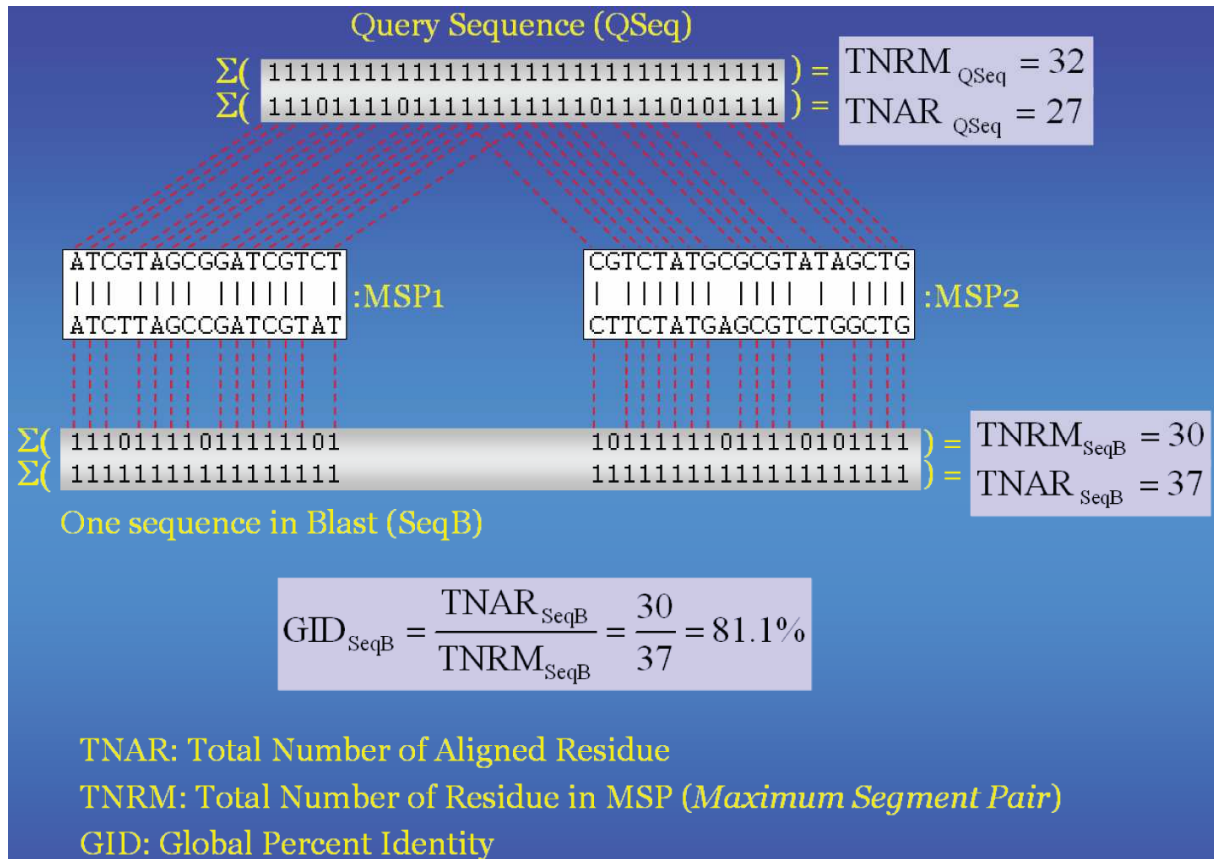 Query Sequence (QSeq)
Σ( 11111111111111111111111111111111 ) = TNRM QSeq = 32
Σ( 11101111011111111111011110101111 ) = TNAR QSeq = 27
ATCGTAGCGGATCGTCT
ATCTTAGCCGATCGTAT
:MSP1
CGTCTATGCGCGTATAGCTG
CTTCTATGAGCGTCTGGCTG
:MSP2
Σ( 11101111011111101 10111111011110101111 ) = TNRM SeqB = 30
Σ( 11111111111111111 11111111111111111111 ) = TNAR SeqB = 37
One sequence in Blast (SeqB)
GID SeqB = TNAR SeqB / TNRM SeqB = 30 / 37 = 81.1%
TNAR: Total Number of Aligned Residue
TNRM: Total Number of Residue in MSP (Maximum Segment Pair)
GID: Global Percent Identity